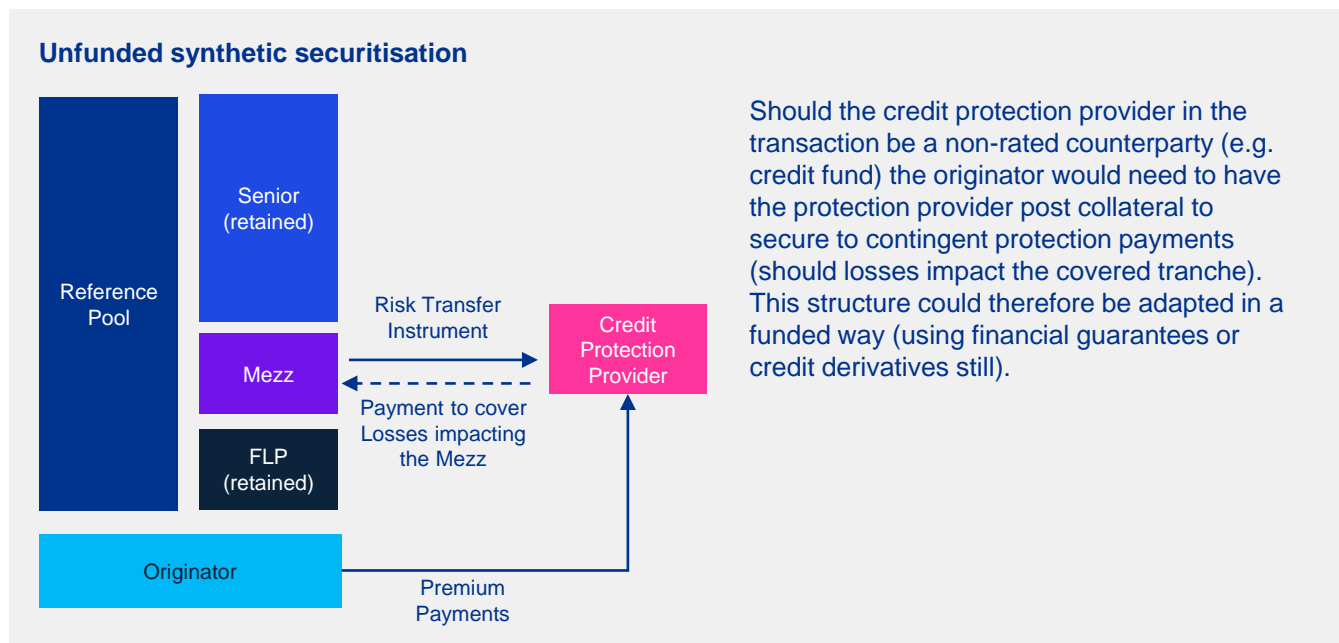 Unfunded synthetic securitisation
Reference
Pool
Senior
(retained)
Mezz
FLP
(retained)
Originator
Risk Transfer
Instrument
Payment to cover
Losses impacting
the Mezz
Credit
Protection
Provider
Premium
Payments
Should the credit protection provider in the
transaction be a non-rated counterparty (e.g.
credit fund) the originator would need to have
the protection provider post collateral to
secure to contingent protection payments
(should losses impact the covered tranche).
This structure could therefore be adapted in a
funded way (using financial guarantees or
credit derivatives still).